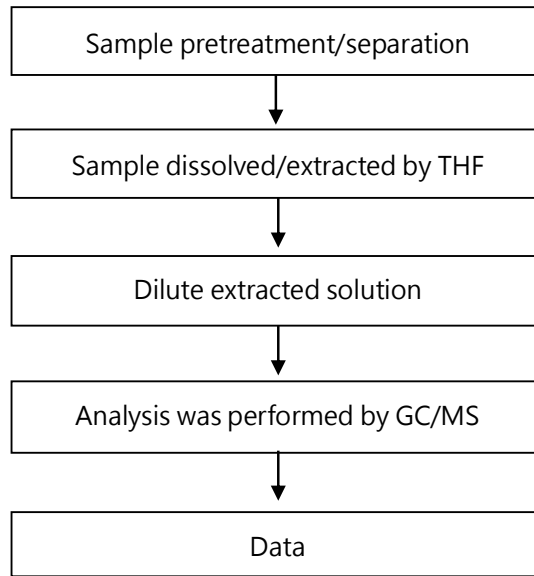 Sample pretreatment/separation
Sample dissolved/extracted by THF
Dilute extracted solution
Analysis was performed by GC/MS
Data